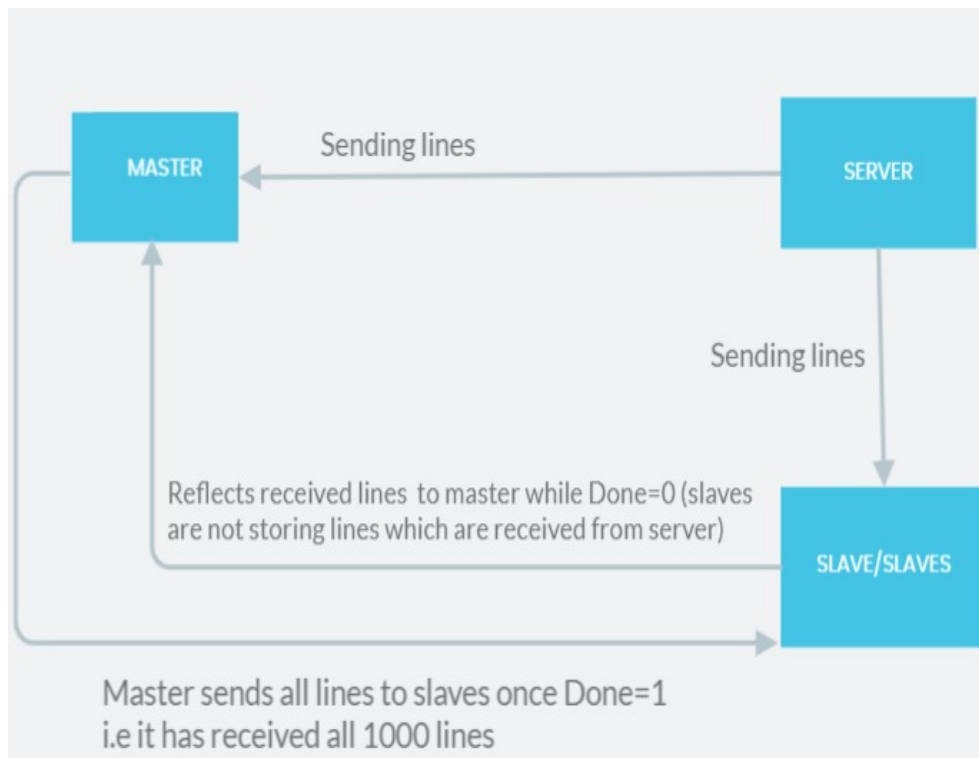 MASTER
Sending lines
SERVER
Sending lines
Reflects received lines to master while Done=0 (slaves
are not storing lines which are received from server)
SLAVE/SLAVES
Master sends all lines to slaves once Done=1
i.e it has received all 1000 lines